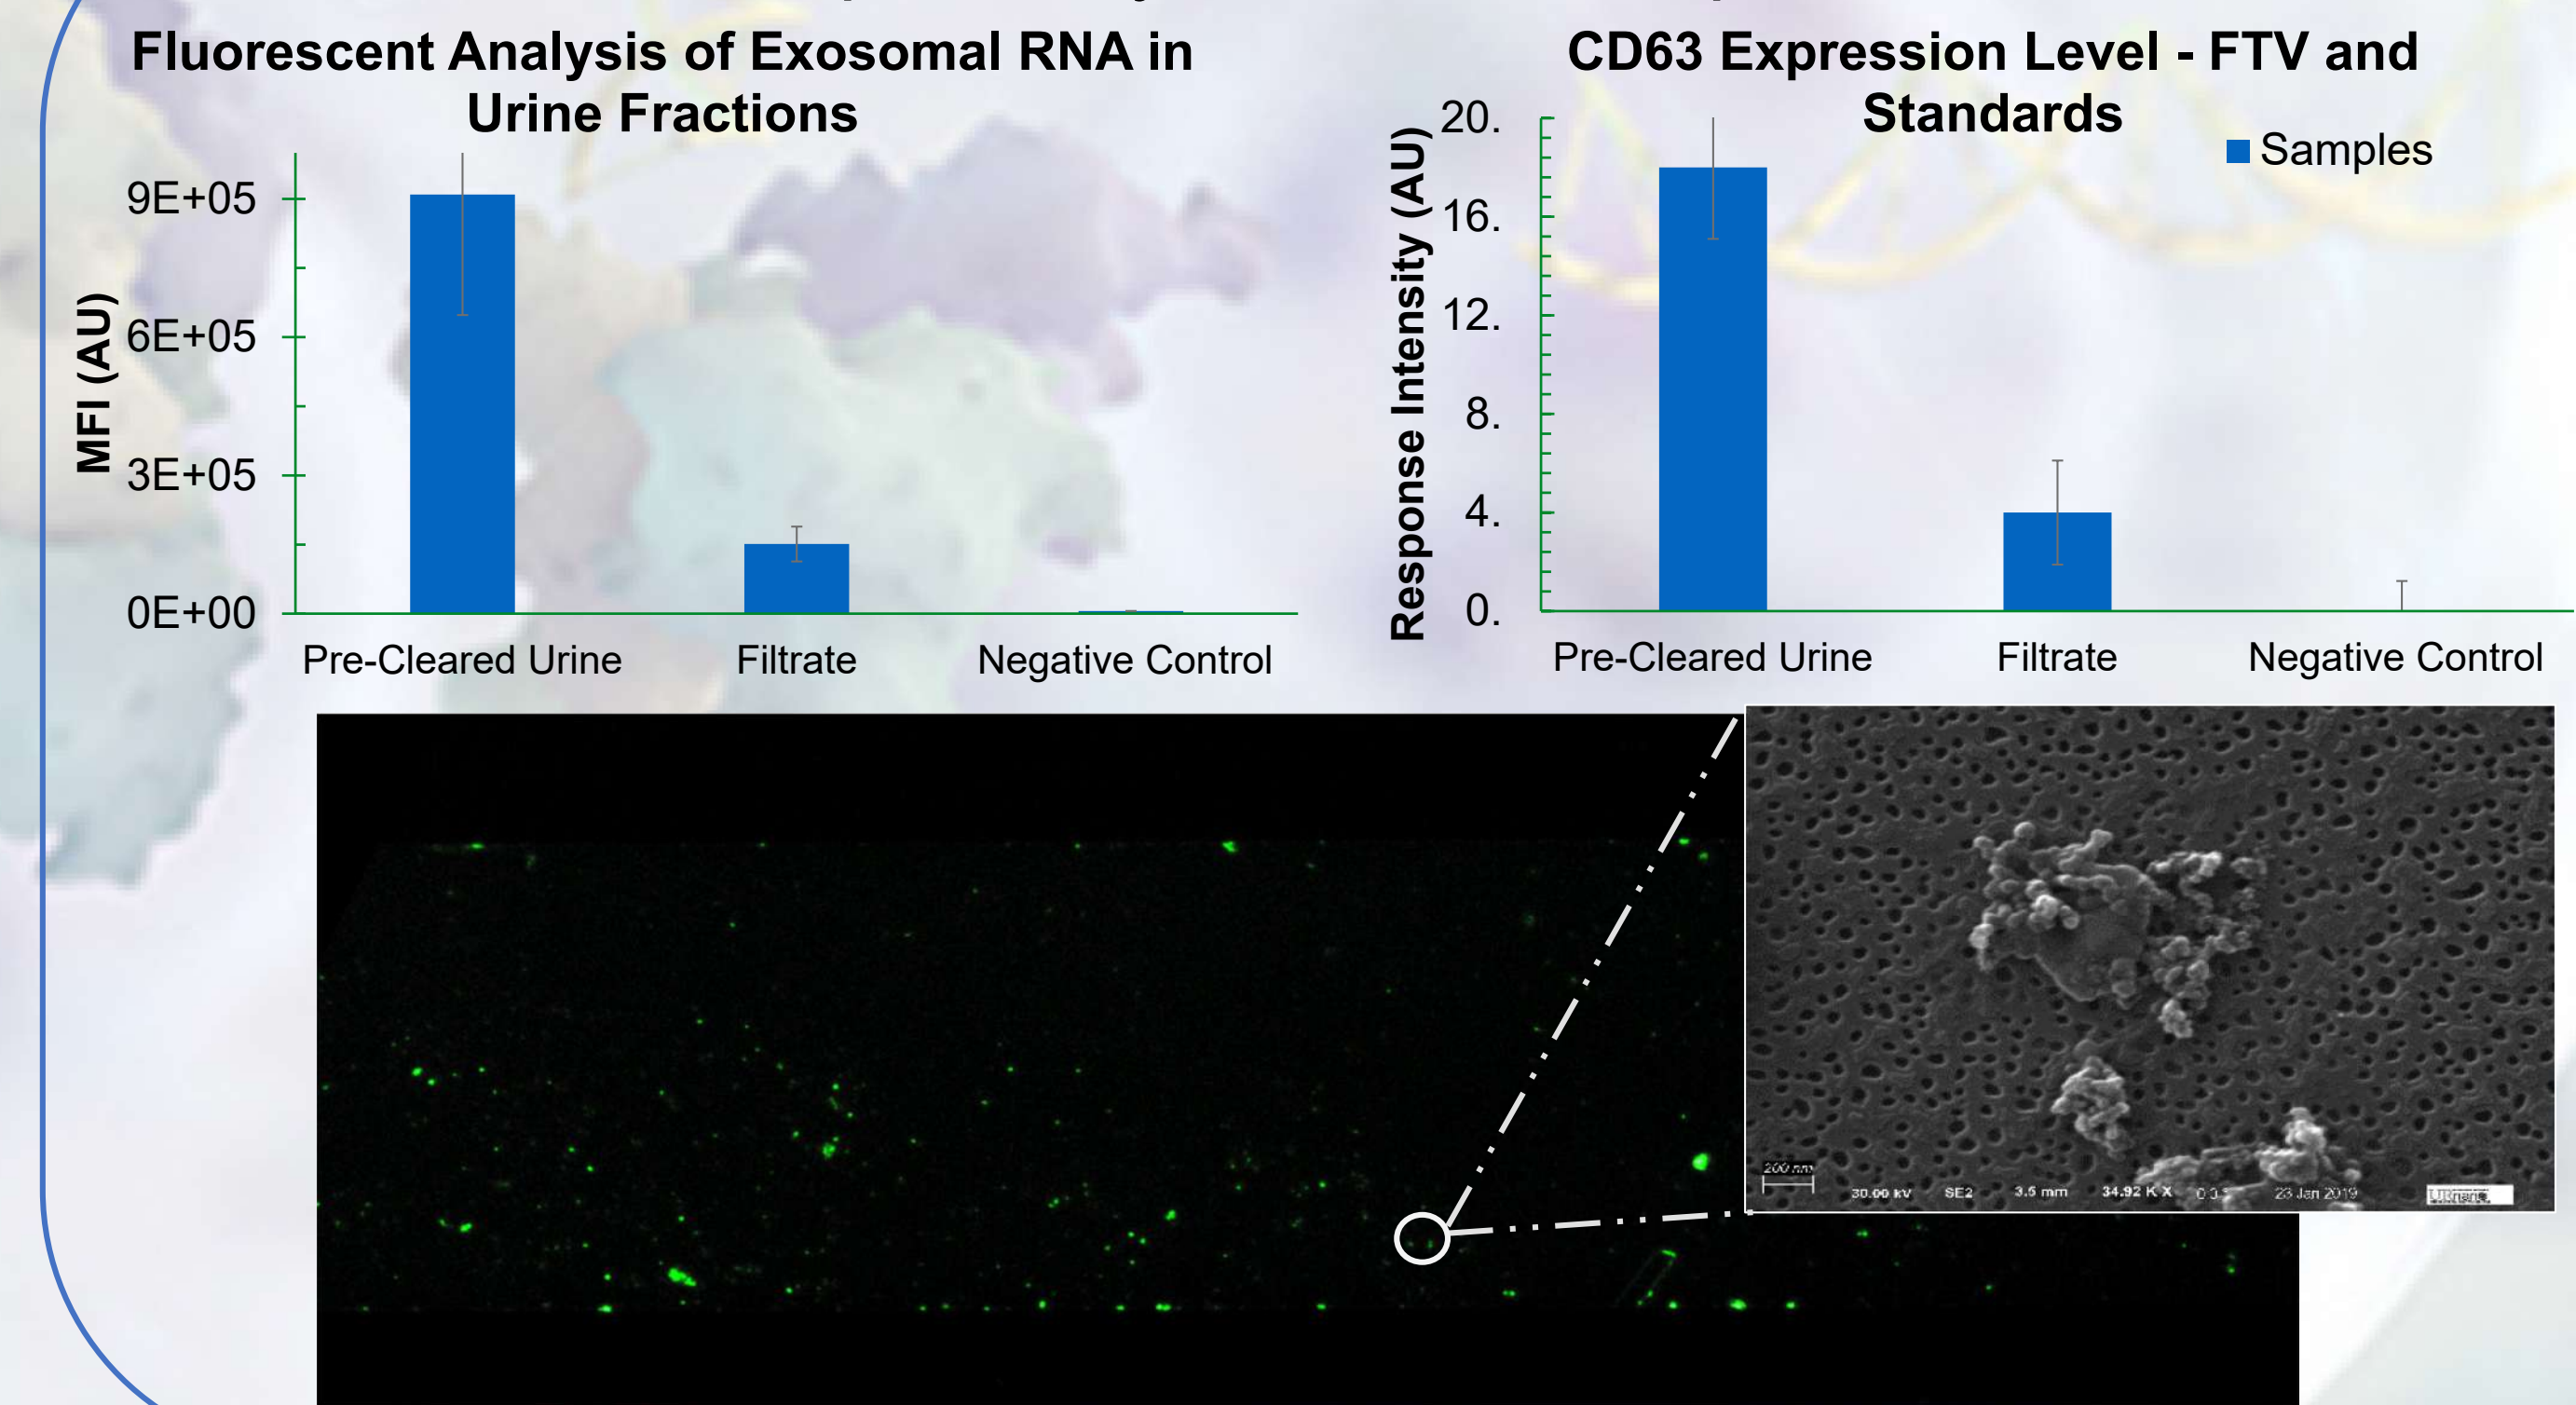 Fluorescent Analysis of Exosomal RNA in
Urine Fractions
MFI (AU)
9E+05
6E+05
3E+05
0E+00
Pre-Cleared Urine Filtrate Negative Control
CD63 Expression Level - FTV and
Standards
Samples
Response Intensity (AU)
20.
16.
12.
8.
4.
0.
Pre-Cleared Urine Filtrate Negative Control
200 nm
30.00 kV SE2 3.5 mm 34.92 K X 23 Jan 2019